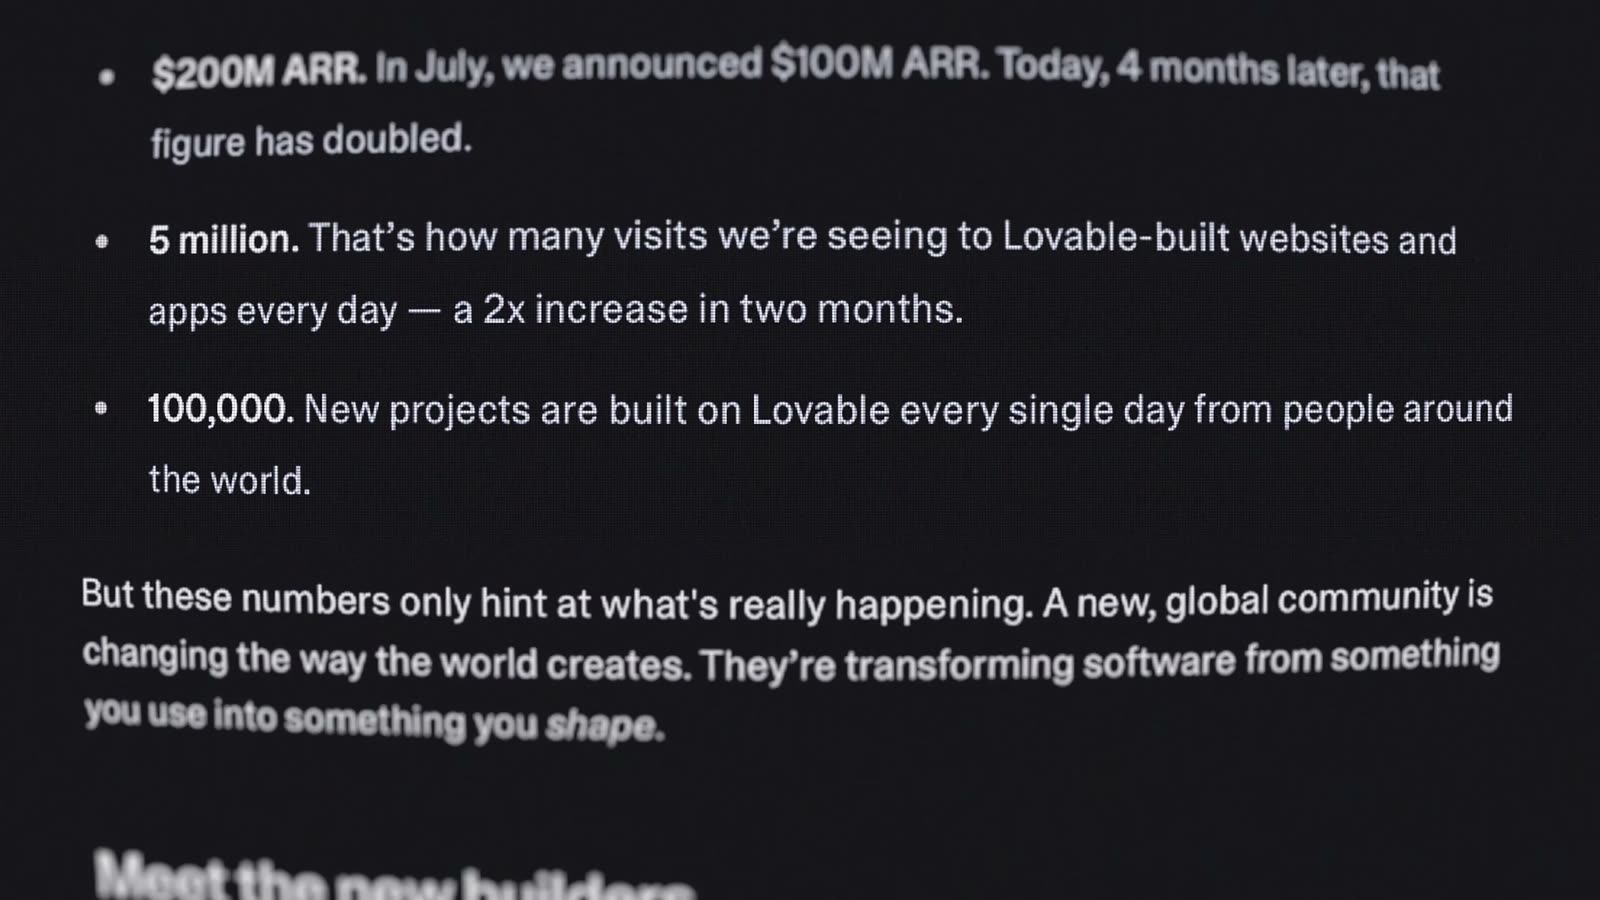 • $200M ARR. In July, we announced $100M ARR. Today, 4 months later, that
figure has doubled.
• 5 million. That’s how many visits we’re seeing to Lovable-built websites and
apps every day — a 2x increase in two months.
• 100,000. New projects are built on Lovable every single day from people around
the world.
But these numbers only hint at what's really happening. A new, global community is
changing the way the world creates. They’re transforming software from something
you use into something you shape.
Meet the new builders